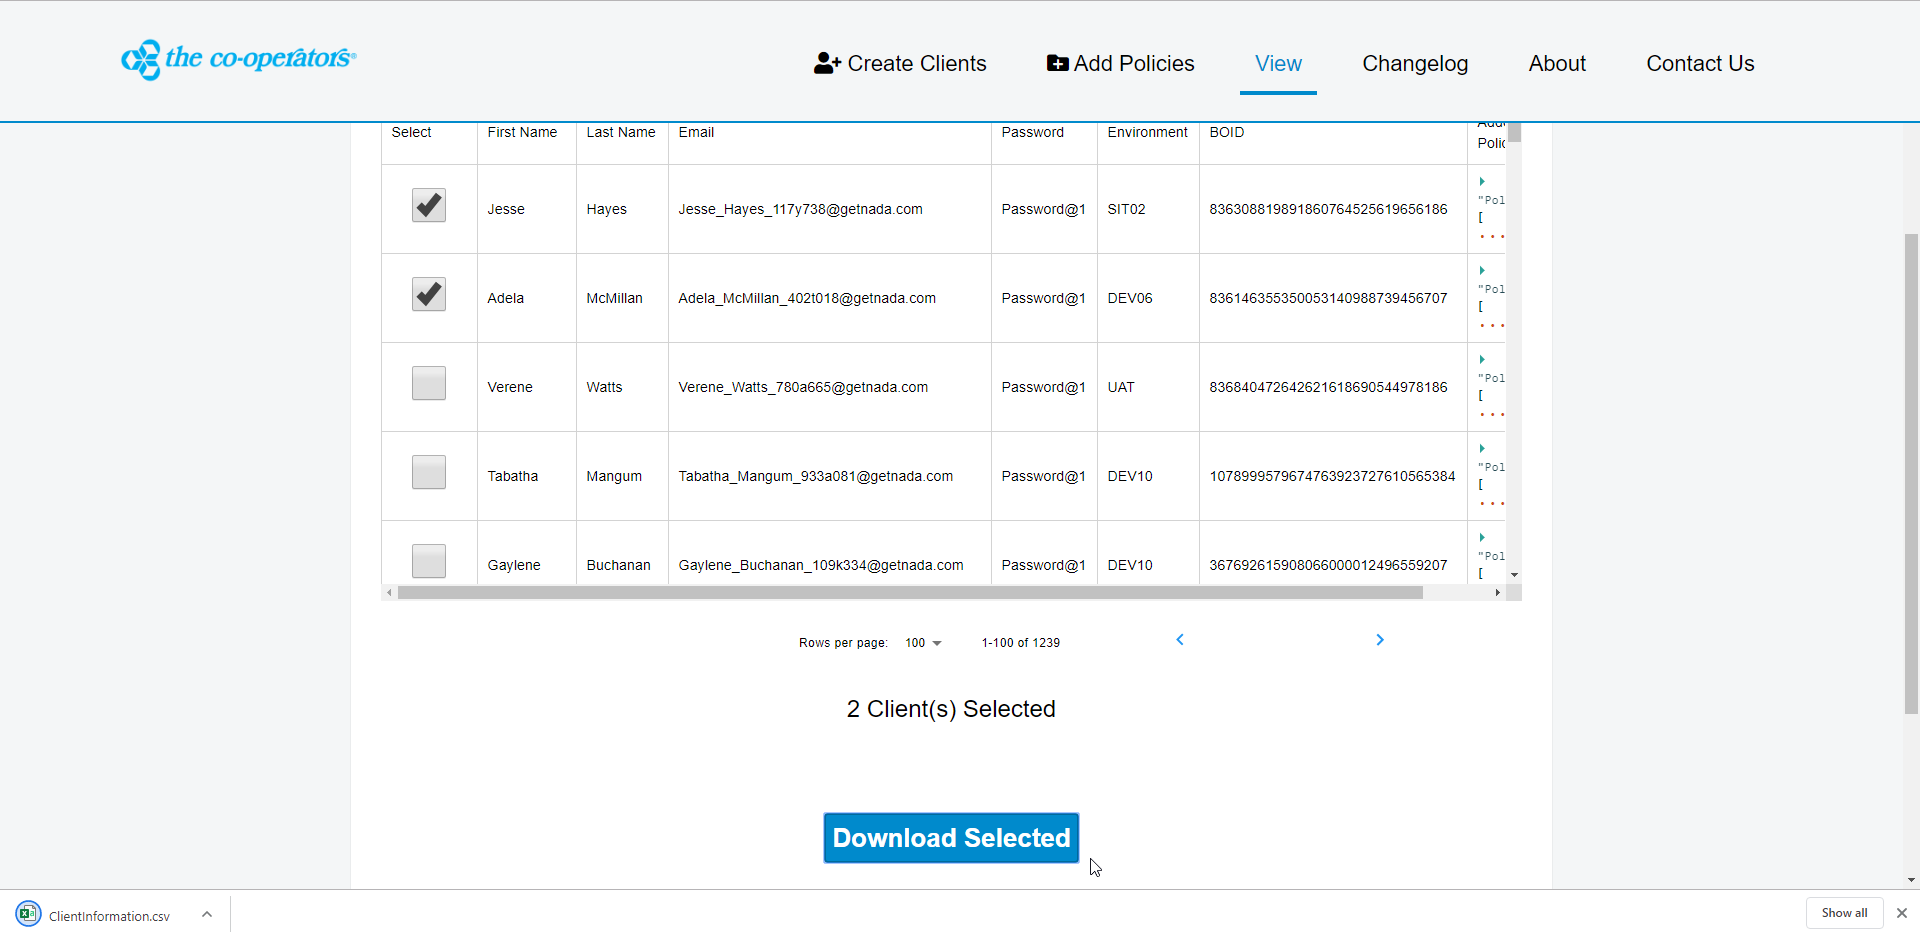 the co-operators®
Create Clients Add Policies View Changelog About Contact Us
Select First Name Last Name Email Password Environment BOID
Jesse Hayes Jesse_Hayes_117y738@getnada.com Password@1 SIT02 836308819891860764525619656186
"Pol
[
...
Adela McMillan Adela_McMillan_402t018@getnada.com Password@1 DEV06 836146355350053140988739456707
"Pol
[
...
Verene Watts Verene_Watts_780a665@getnada.com Password@1 UAT 836840472642621618690544978186
"Pol
[
...
Tabatha Mangum Tabatha_Mangum_933a081@getnada.com Password@1 DEV10 1078999579674763923727610565384
"Pol
[
...
Gaylene Buchanan Gaylene_Buchanan_109k334@getnada.com Password@1 DEV10 367692615908066000012496559207
"Pol
[
Rows per page: 100 1-100 of 1239
2 Client(s) Selected
Download Selected
ClientInformation.csv Show all